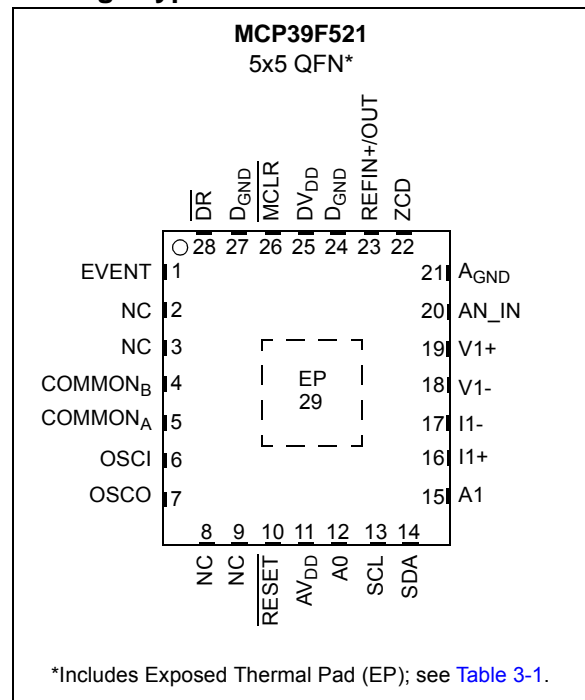 MCP39F521
5x5 QFN*
DR
DGND
MCLR
DVDD
DGND
REFIN+/OUT
ZCD
28 27 26 25 24 23 22
EVENT 1
NC 2
NC 3
COMMONB 4
COMMONA 5
OSCI 6
OSCO 7
EP
29
21 AGND
20 AN_IN
19 V1+
18 V1-
17 I1-
16 I1+
15 A1
8 9 10 11 12 13 14
NC
NC
RESET
AVDD
A0
SCL
SDA
*Includes Exposed Thermal Pad (EP); see Table 3-1.